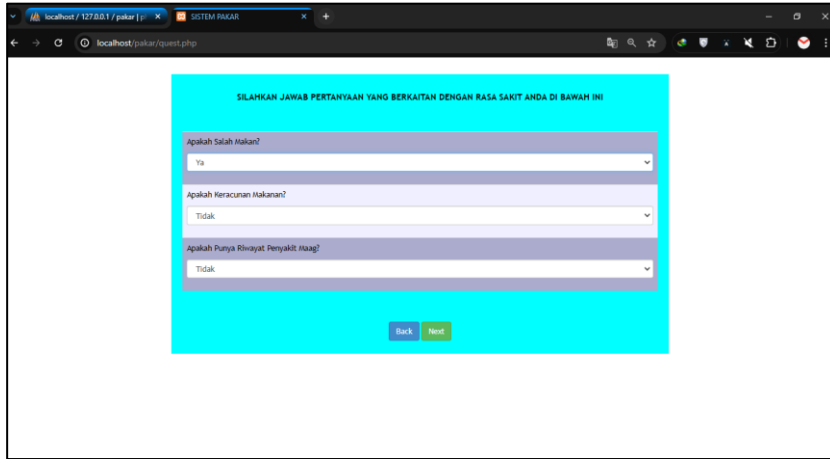 localhost / 127.0.0.1 / pakar | p
SISTEM PAKAR
localhost/pakar/quest.php
SILAHKAN JAWAB PERTANYAAN YANG BERKAITAN DENGAN RASA SAKIT ANDA DI BAWAH INI
Apakah Salah Makan?
Ya
Apakah Keracunan Makanan?
Tidak
Apakah Punya Riwayat Penyakit Maag?
Tidak
Back Next